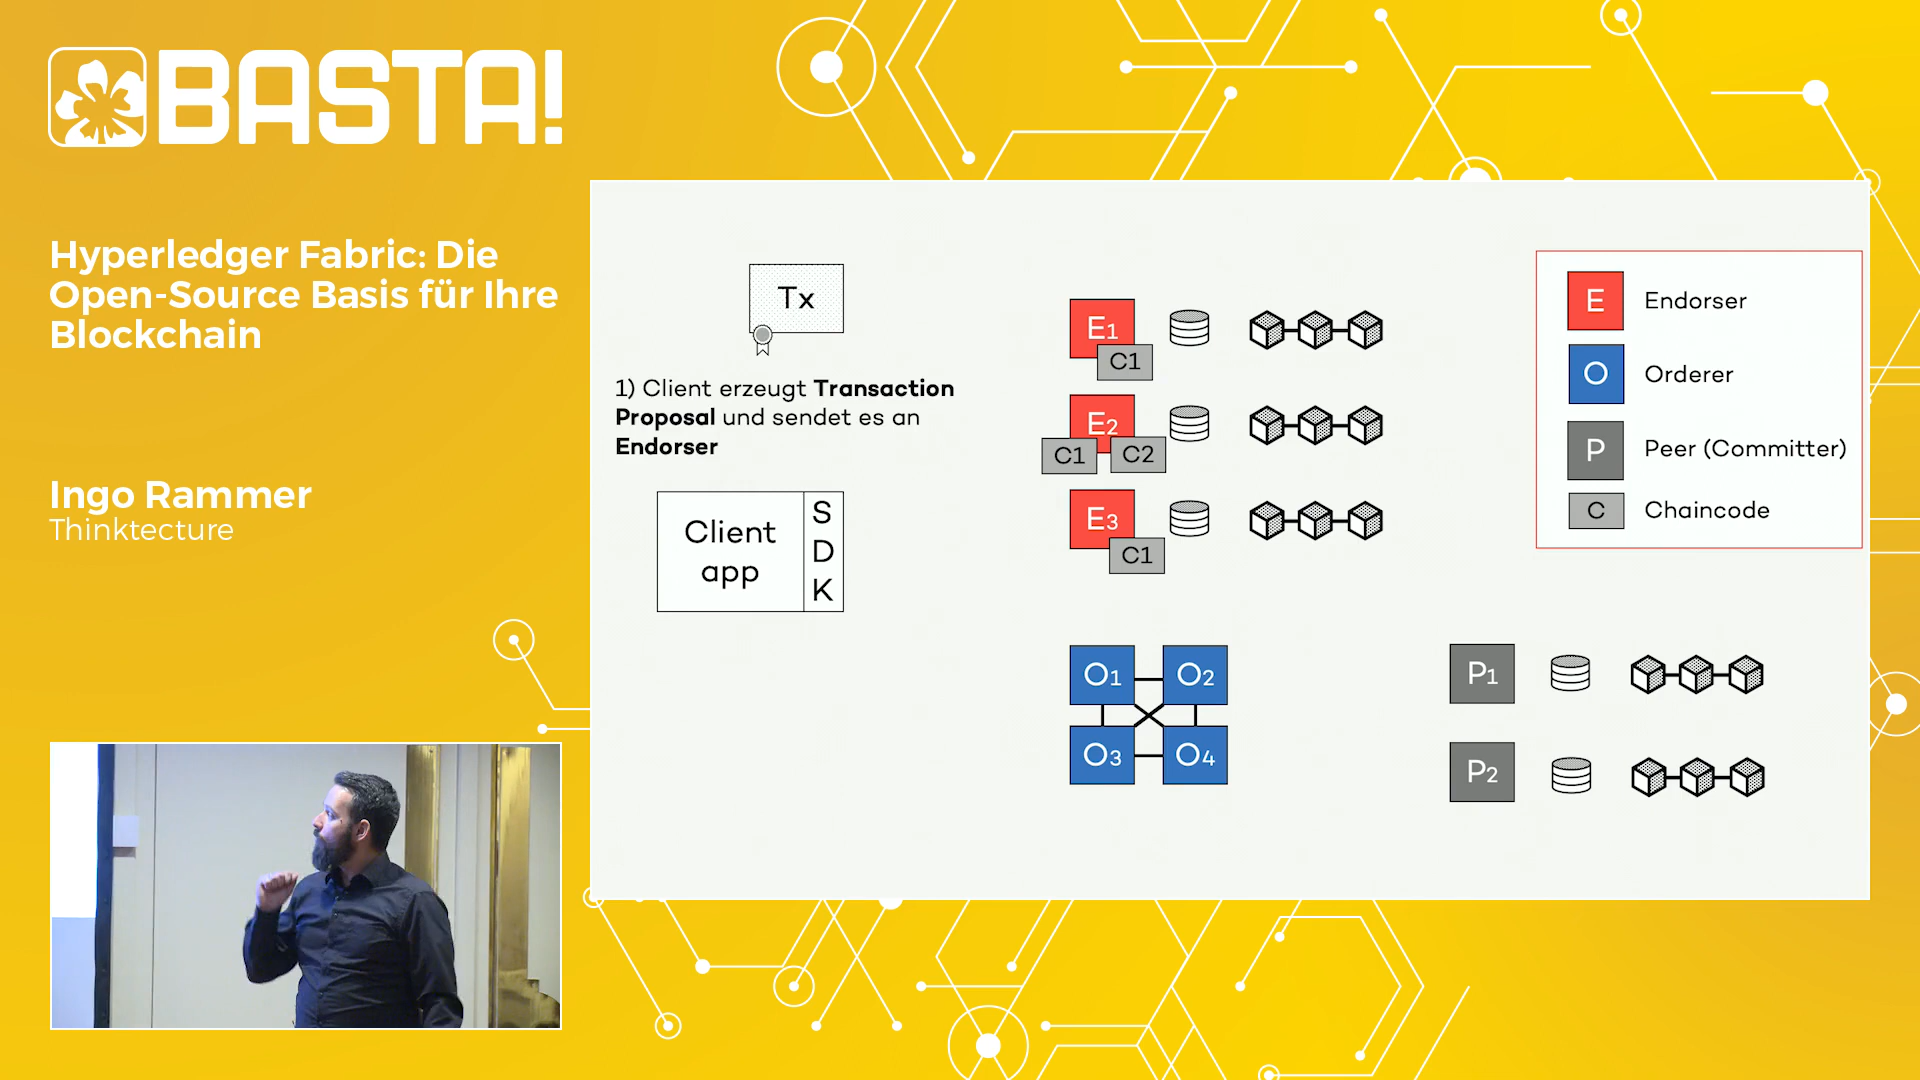 BASTA!
Hyperledger Fabric: Die
Open-Source Basis für Ihre
Blockchain
Ingo Rammer
Thinktecture
Tx
1) Client erzeugt Transaction
Proposal und sendet es an
Endorser
Client
app
S
D
K
E1
C1
E2
C1
C2
E3
C1
O1
O2
O3
O4
P1
P2
E Endorser
O Orderer
P Peer (Committer)
C Chaincode